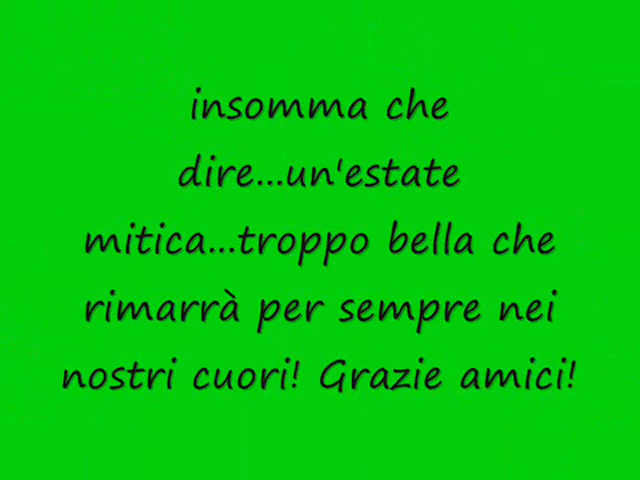 insomma che
dire...un'estate
mitica...troppo bella che
rimarrà per sempre nei
nostri cuori! Grazie amici!